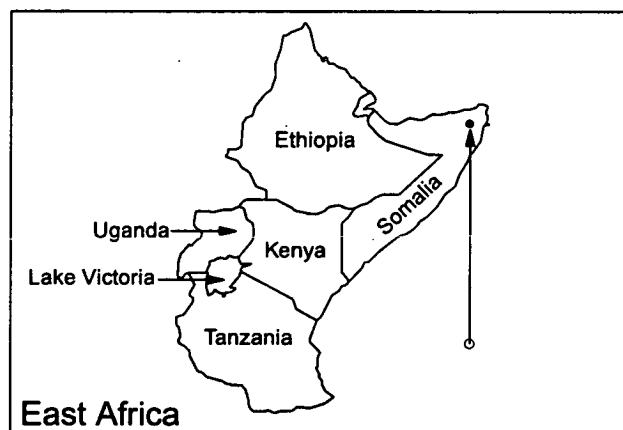 Ethiopia
Somalia
Uganda
Kenya
Lake Victoria
Tanzania
East Africa